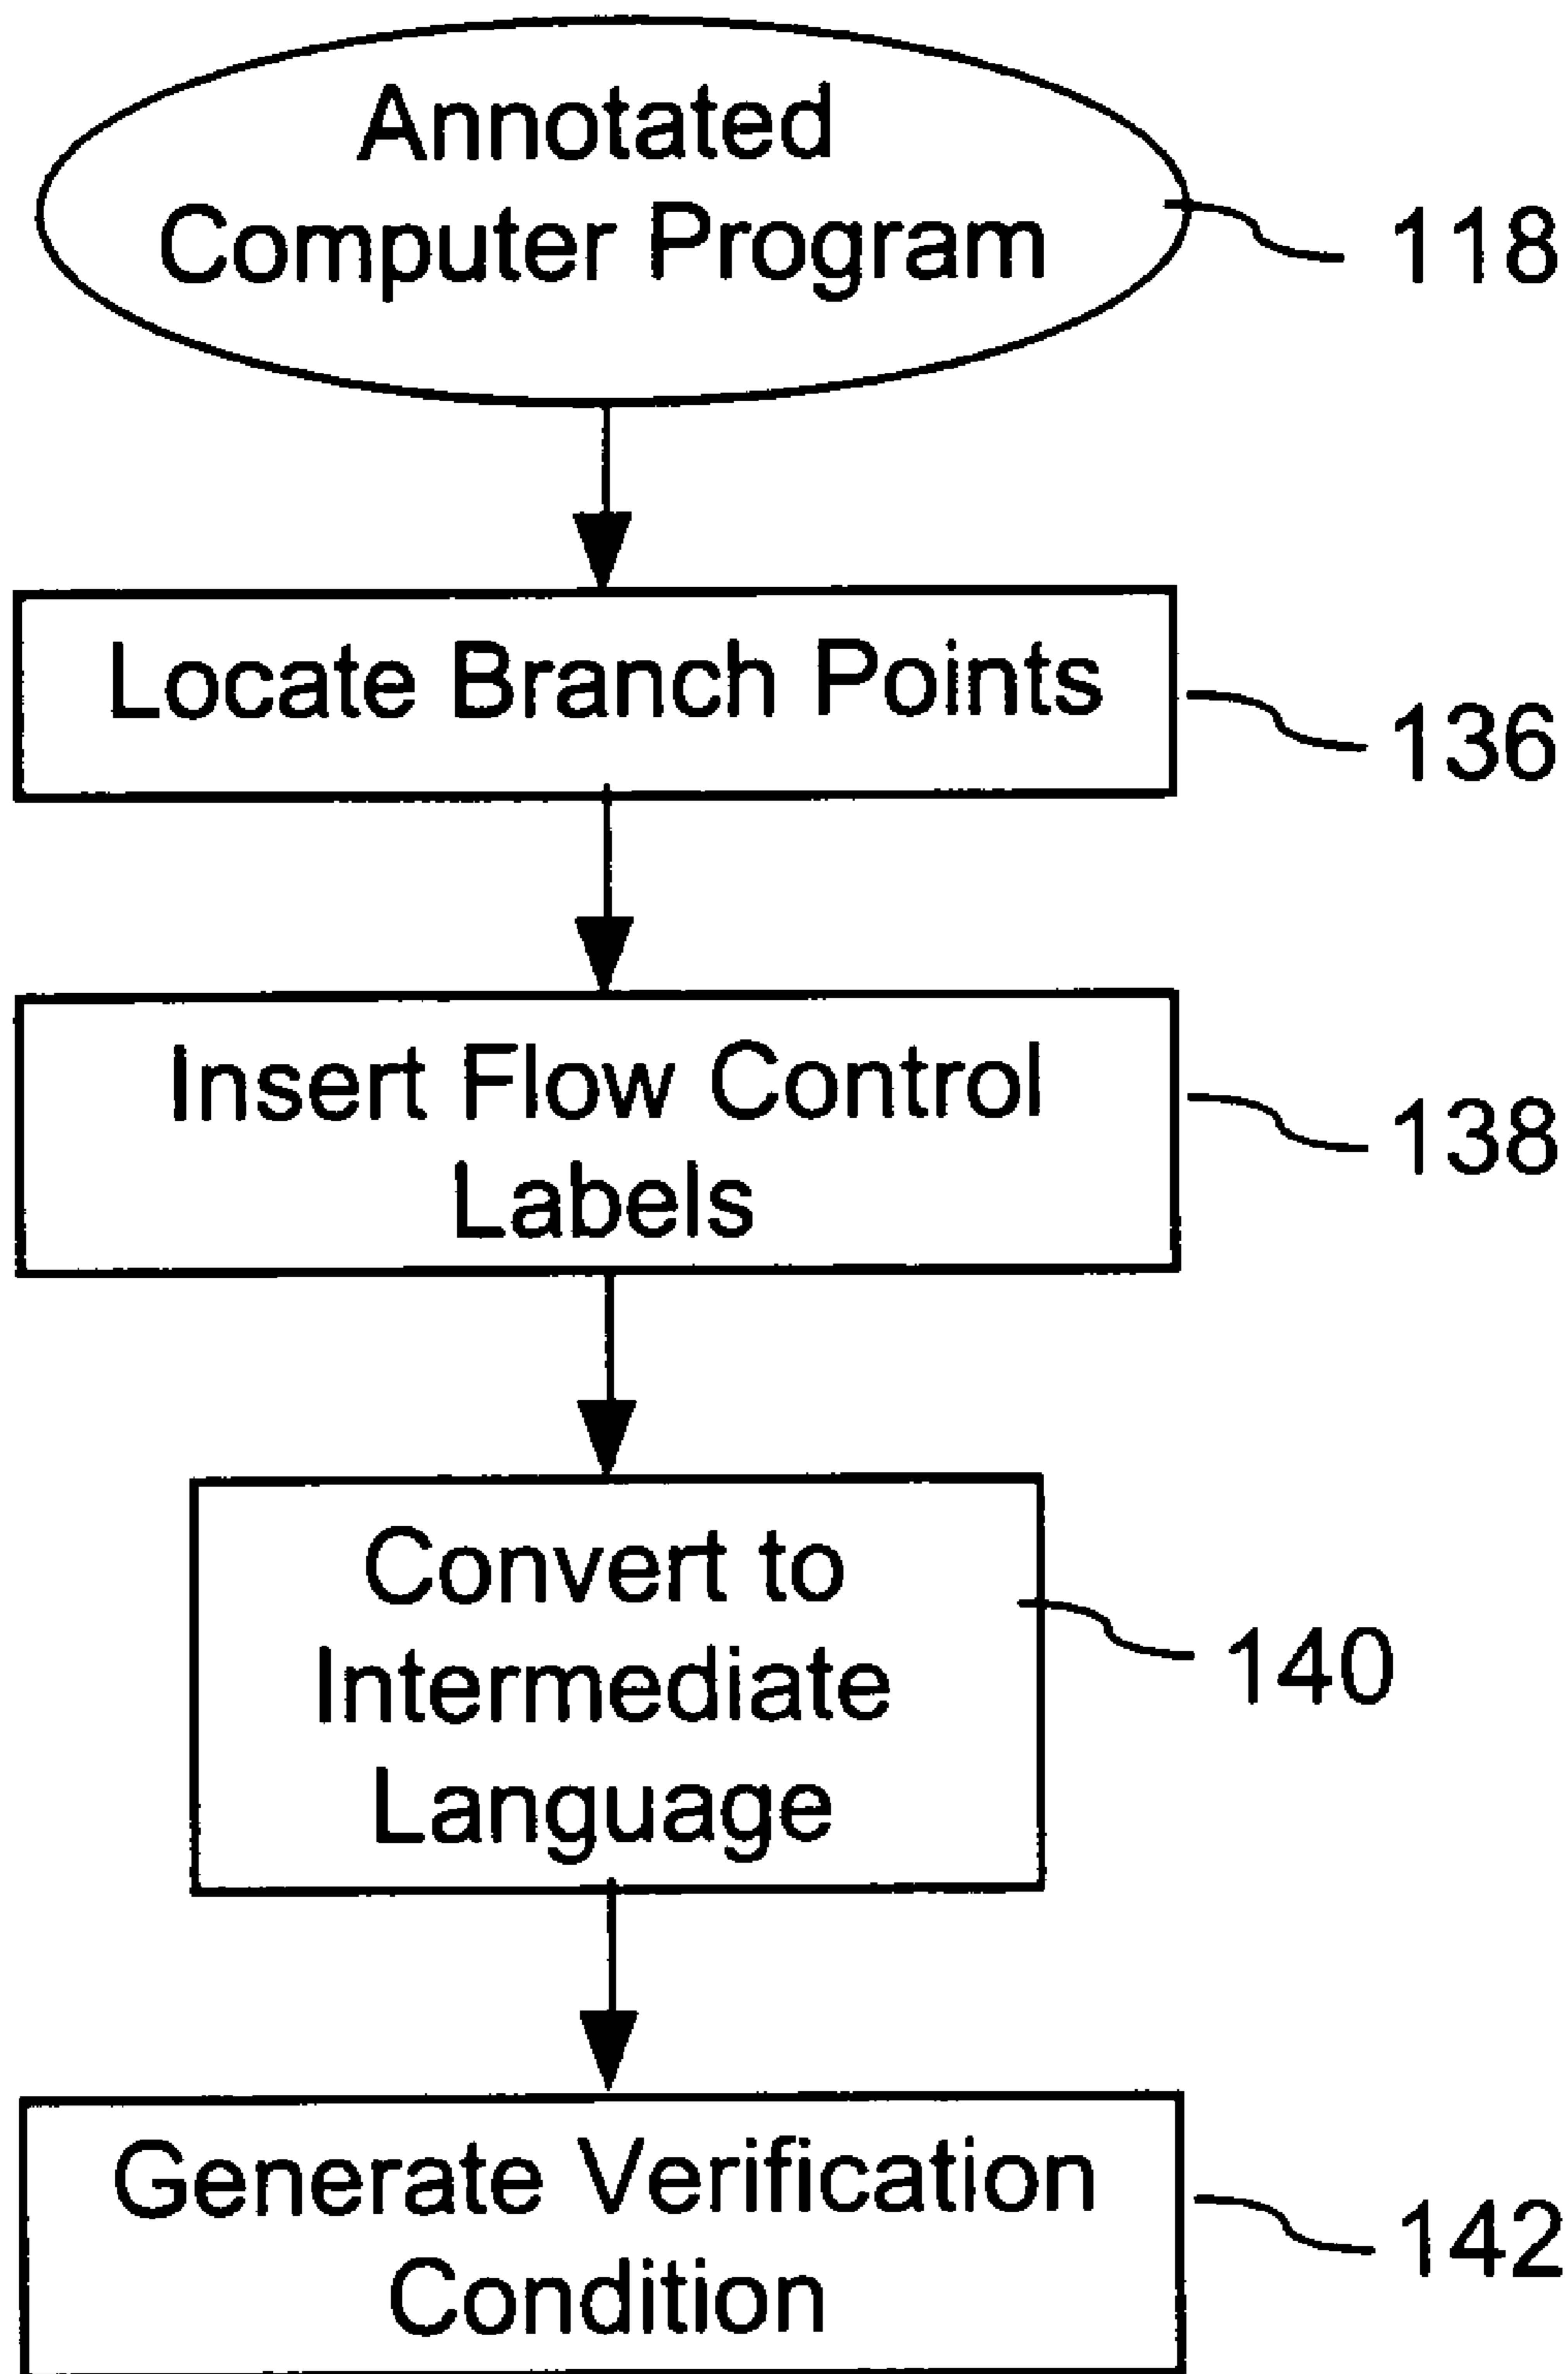 Annotated
Computer Program
118
Locate Branch Points
136
Insert Flow Control
Labels
138
Convert to
Intermediate
Language
140
Generate Verification
Condition
142